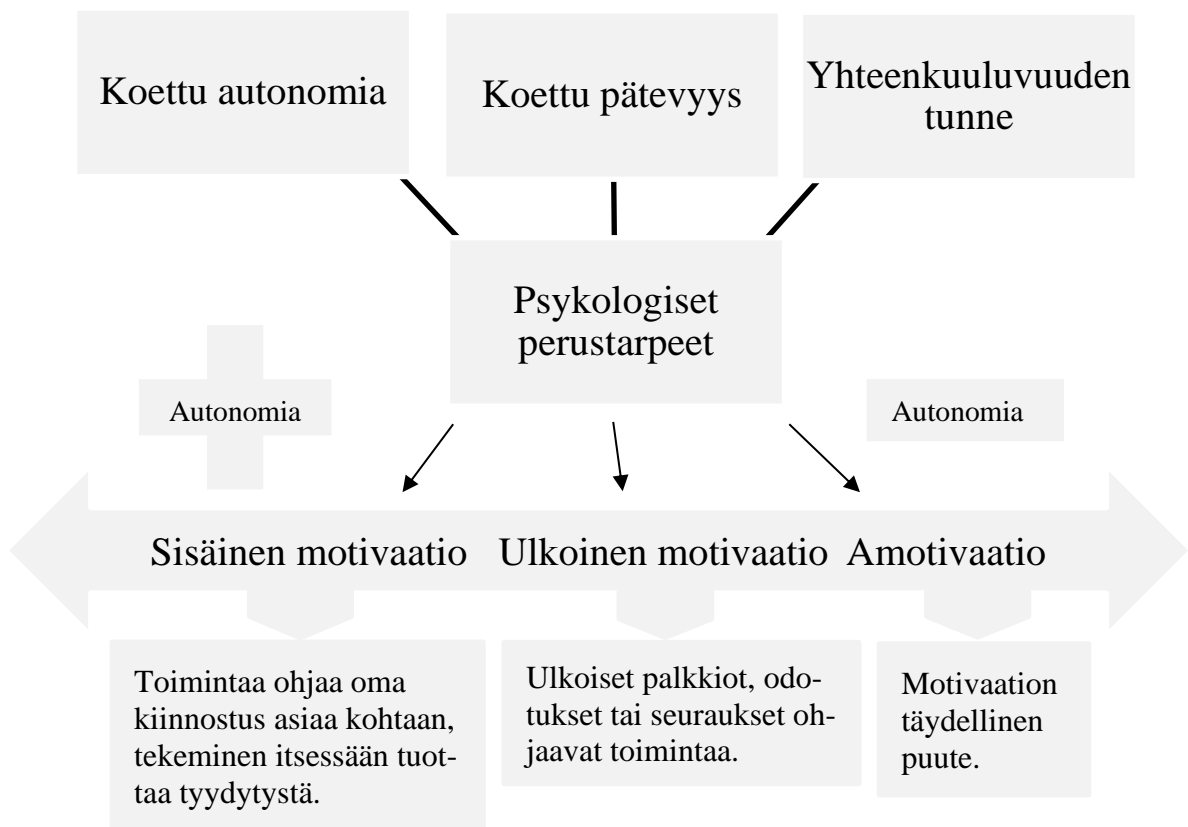 Koettu autonomia
Koettu pätevyys
Yhteenkuuluvuuden
tunne
Psykologiset
perustarpeet
Autonomia
Autonomia
Sisäinen motivaatio
Ulkoinen motivaatio
Amotivaatio
Toimintaa ohjaa oma
kiinnostus asiaa kohtaan,
tekeminen itsessään tuot-
taa tyydytystä.
Ulkoiset palkkiot, odo-
tukset tai seuraukset oh-
jaavat toimintaa.
Motivaation
täydellinen
puute.